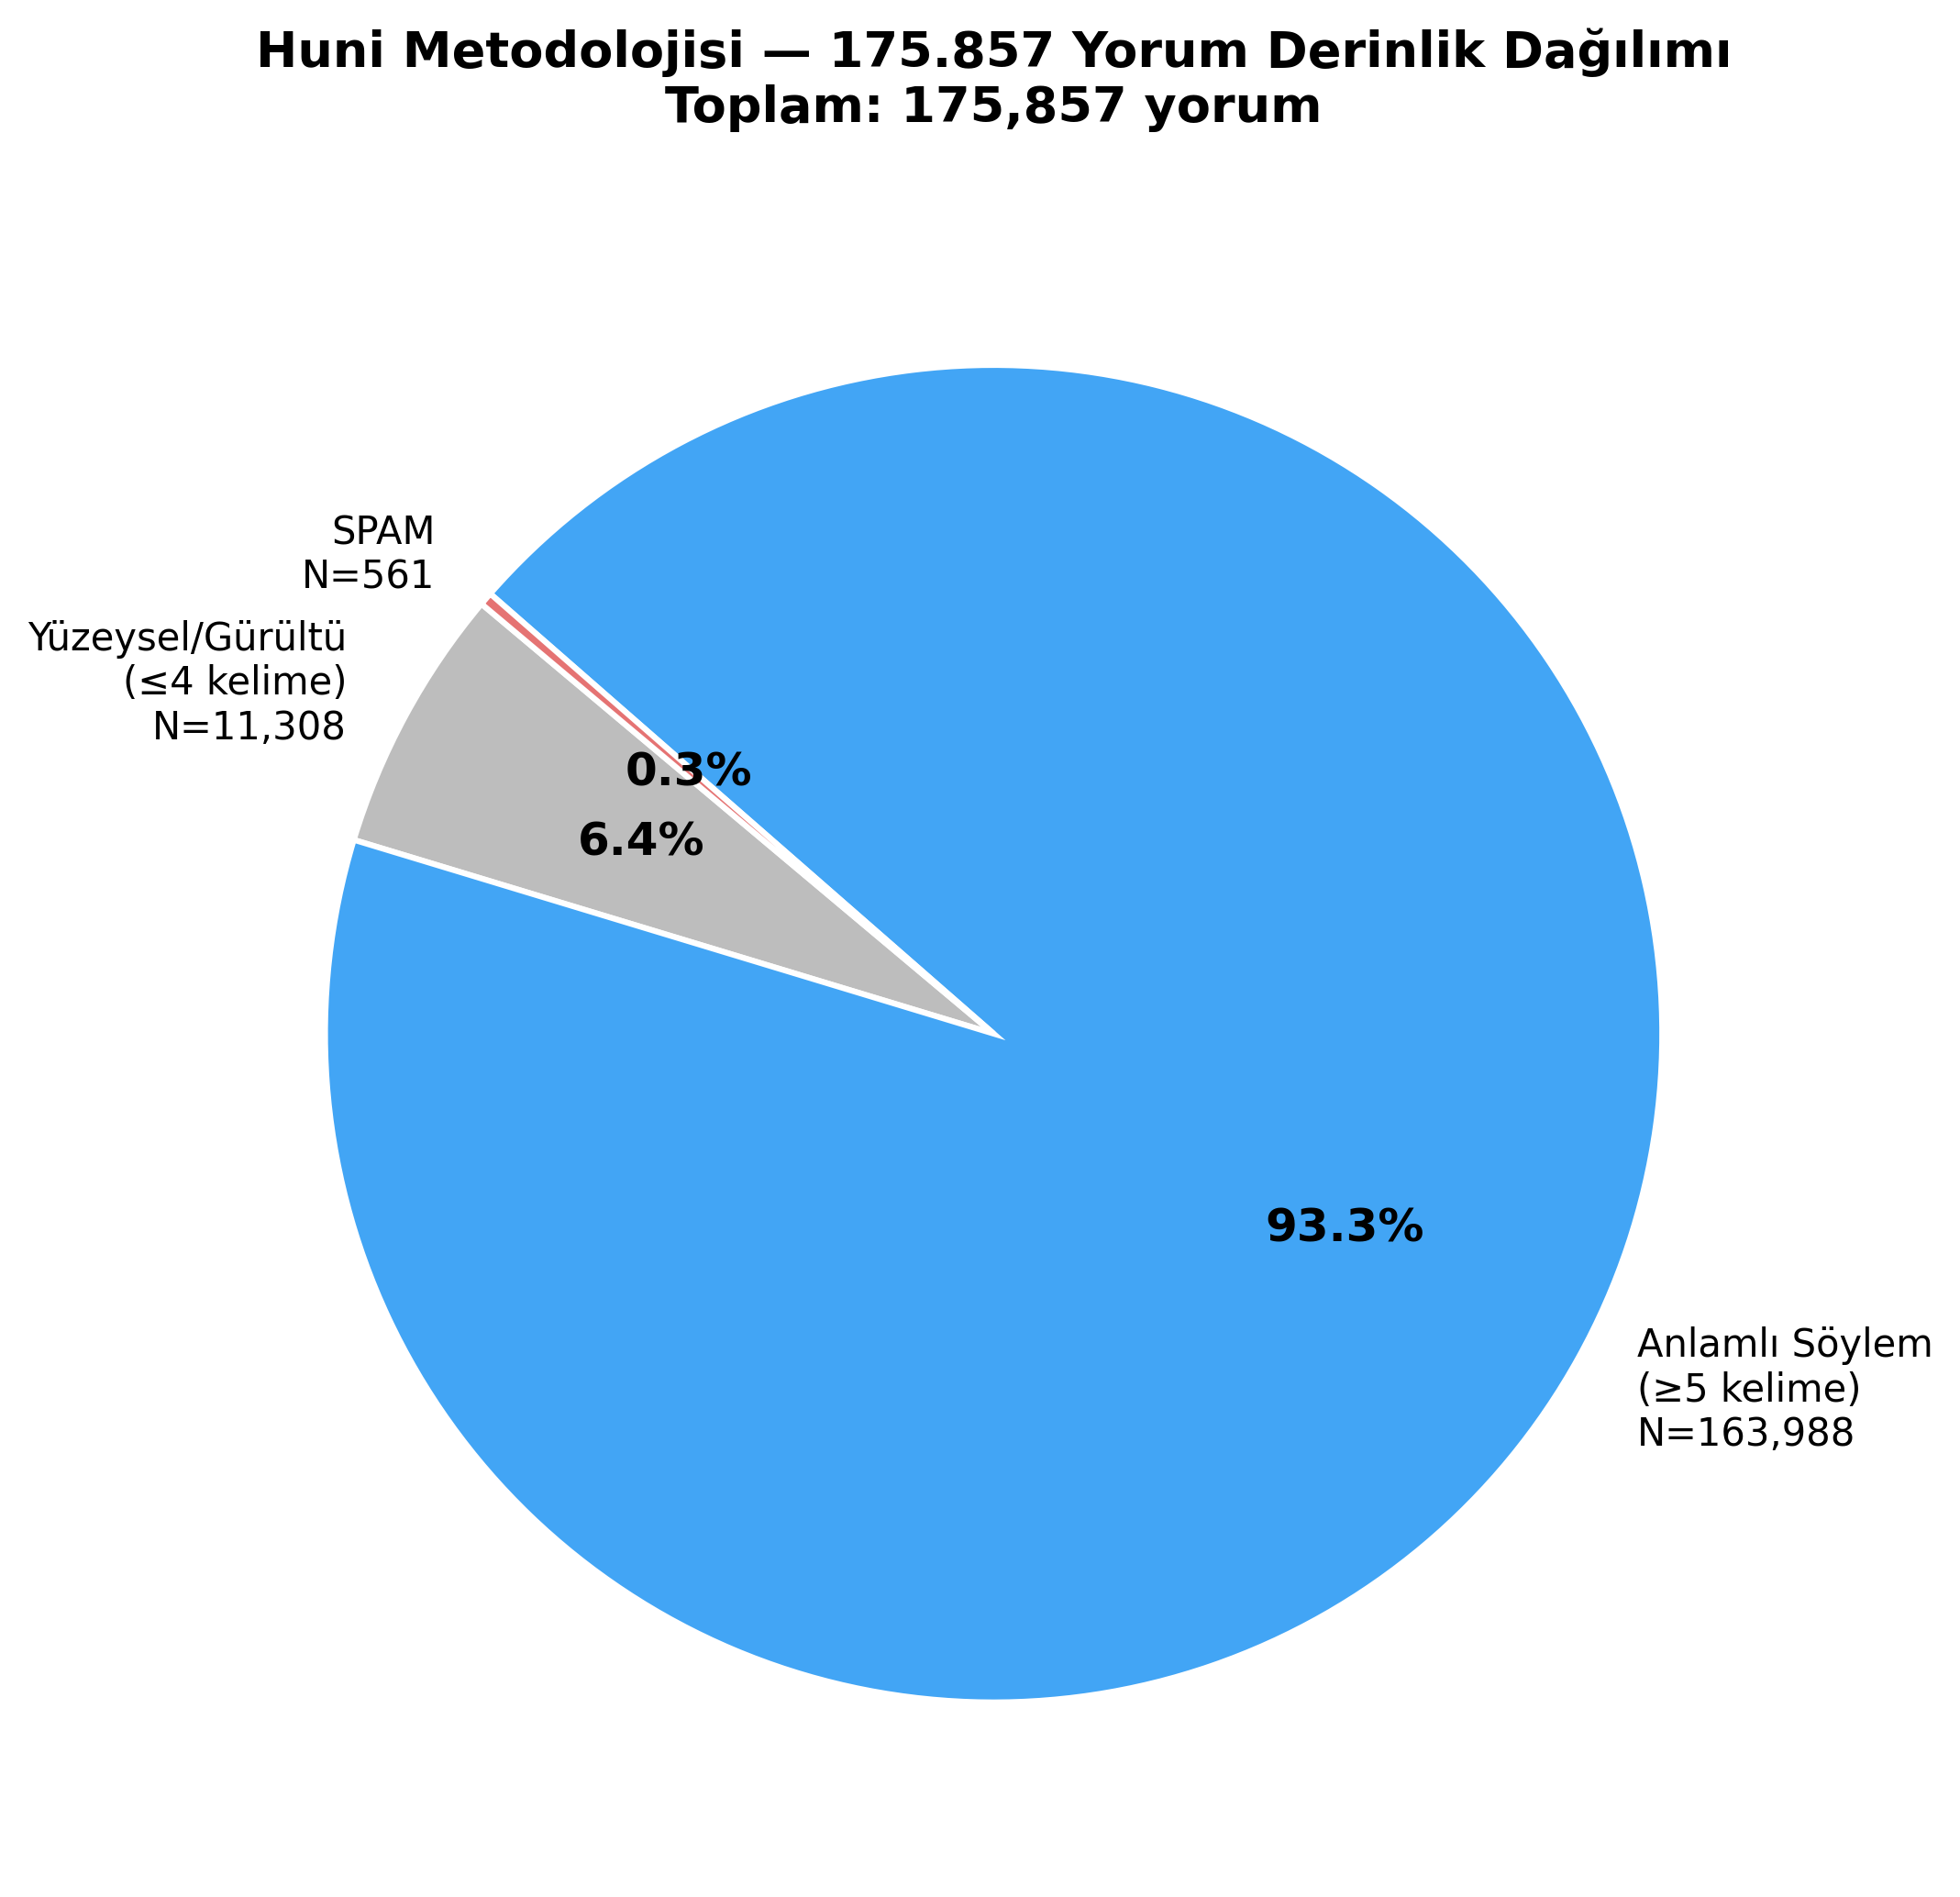 Huni Metodolojisi — 175.857 Yorum Derinlik Dağılımı
Toplam: 175,857 yorum
SPAM
N=561
Yüzeysel/Gürültü
(≤4 kelime)
N=11,308
0.3%
6.4%
93.3%
Anlamlı Söylem
(≥5 kelime)
N=163,988